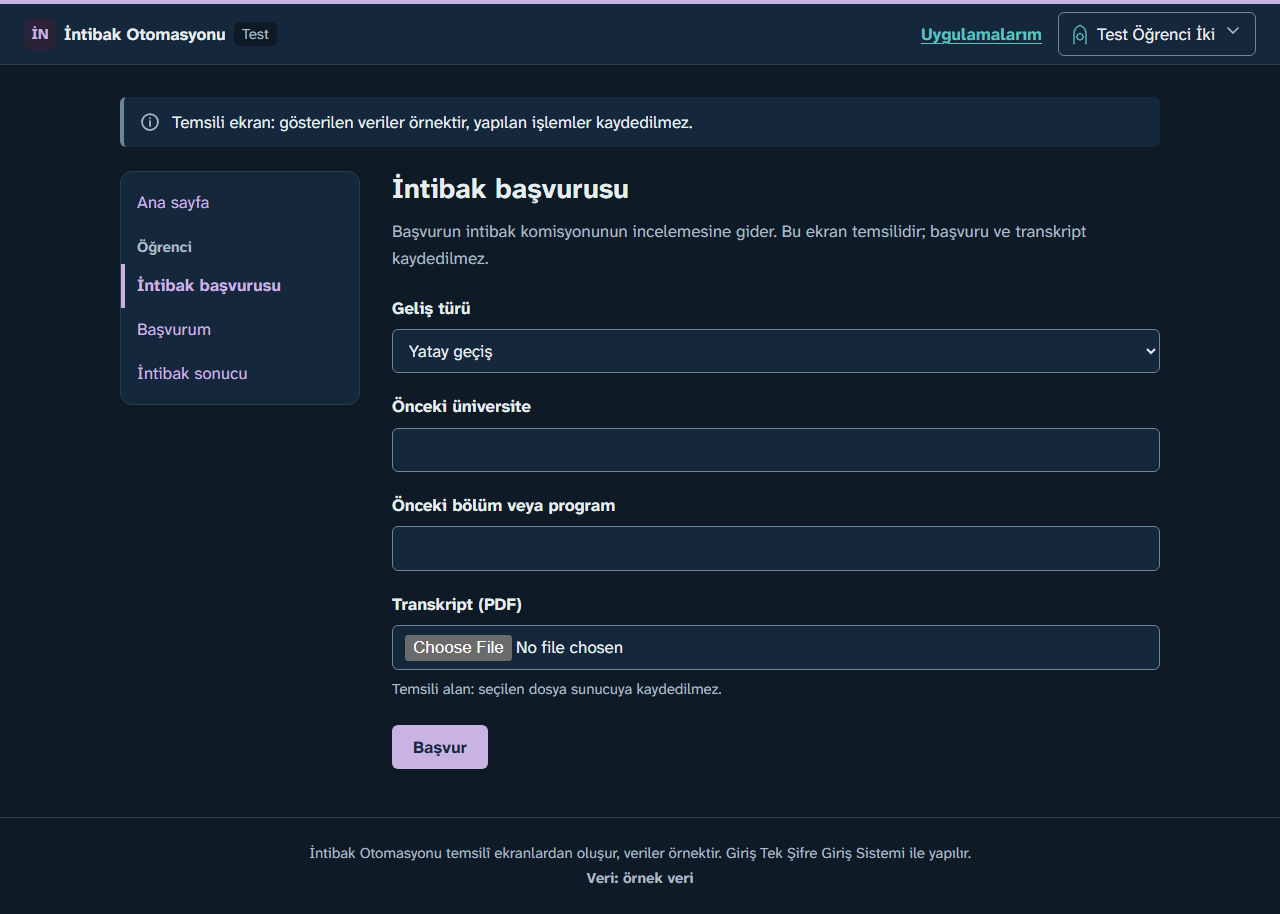 İN İntibak Otomasyonu Test
Uygulamalarım Test Öğrenci İki
Temsili ekran: gösterilen veriler örnektir, yapılan işlemler kaydedilmez.
Ana sayfa
Öğrenci
İntibak başvurusu
Başvurum
İntibak sonucu
İntibak başvurusu
Başvurun intibak komisyonunun incelemesine gider. Bu ekran temsilidir; başvuru ve transkript
kaydedilmez.
Geliş türü
Yatay geçiş
Önceki üniversite
Önceki bölüm veya program
Transkript (PDF)
Choose File No file chosen
Temsili alan: seçilen dosya sunucuya kaydedilmez.
Başvur
İntibak Otomasyonu temsilî ekranlardan oluşur, veriler örnektir. Giriş Tek Şifre Giriş Sistemi ile yapılır.
Veri: örnek veri